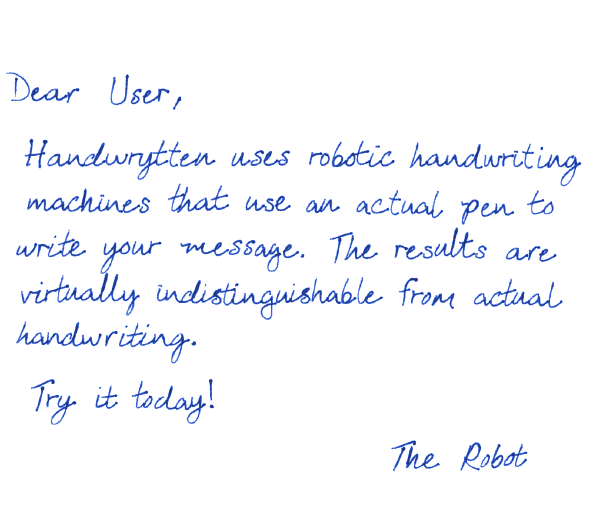 Dear User,
Handwrytten uses robotic handwriting
machines that use an actual pen to
write your message. The results are
virtually indistinguishable from actual
handwriting.
Try it today!
The Robot